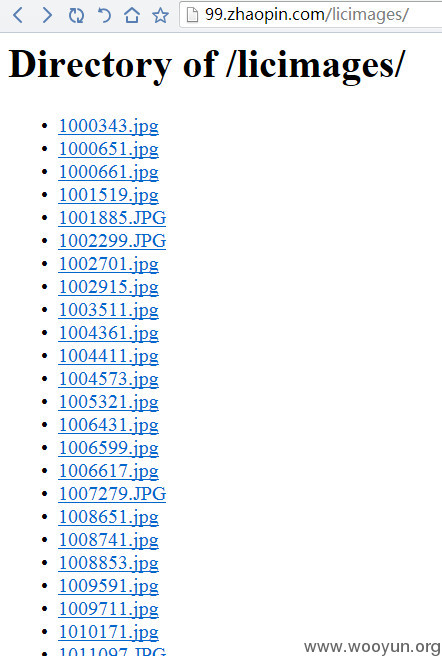 99.zhaopin.com/licimages/
Directory of /licimages/
1000343.jpg
1000651.jpg
1000661.jpg
1001519.jpg
1001885.JPG
1002299.JPG
1002701.jpg
1002915.jpg
1003511.jpg
1004361.jpg
1004411.jpg
1004573.jpg
1005321.jpg
1006431.jpg
1006599.jpg
1006617.jpg
1007279.JPG
1008651.jpg
1008741.jpg
1008853.jpg
1009591.jpg
1009711.jpg
1010171.jpg
1011097.JPG
www.wooyun.org